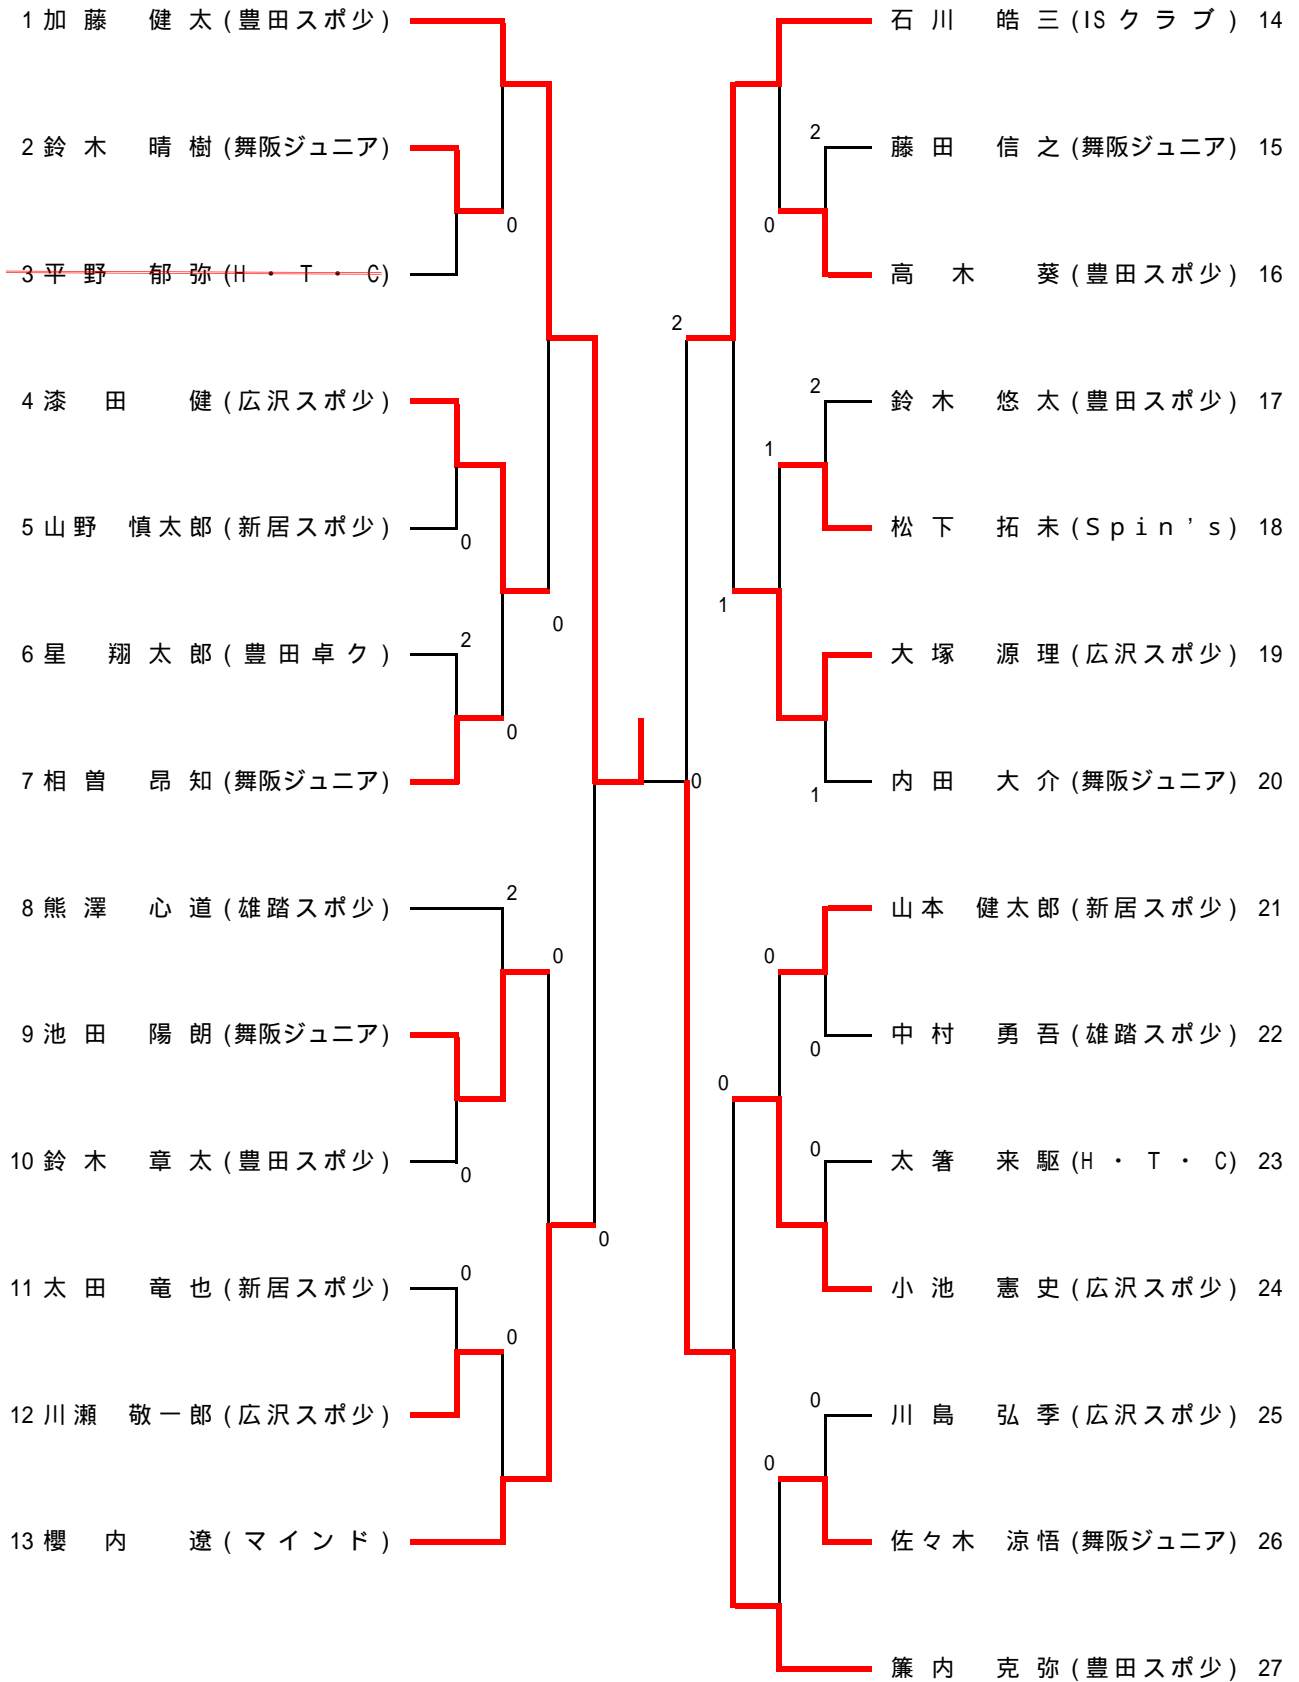 1 加藤 健太 (豊田スポ少)
2 鈴木 晴樹 (舞阪ジュニア)
0
3 平野 郁弥 (H・T・C)
4 漆田 健 (広沢スポ少)
5 山野 慎太郎 (新居スポ少)
0
0
6 星 翔太郎 (豊田卓ク)
2
0
7 相曽 昂知 (舞阪ジュニア)
8 熊澤 心道 (雄踏スポ少)
2
0
9 池田 陽朗 (舞阪ジュニア)
10 鈴木 章太 (豊田スポ少)
0
0
11 太田 竜也 (新居スポ少)
0
0
12 川瀬 敬一郎 (広沢スポ少)
13 櫻内 遼 (マインド)
2
0
石川 皓三 (ISクラブ) 14
2
藤田 信之 (舞阪ジュニア) 15
0
高木 葵 (豊田スポ少) 16
2
鈴木 悠太 (豊田スポ少) 17
1
松下 拓未 (Spin's) 18
1
大塚 源理 (広沢スポ少) 19
内田 大介 (舞阪ジュニア) 20
1
山本 健太郎 (新居スポ少) 21
0
中村 勇吾 (雄踏スポ少) 22
0
0
太箸 来駆 (H・T・C) 23
0
小池 憲史 (広沢スポ少) 24
0
川島 弘季 (広沢スポ少) 25
0
佐々木 涼悟 (舞阪ジュニア) 26
簾内 克弥 (豊田スポ少) 27